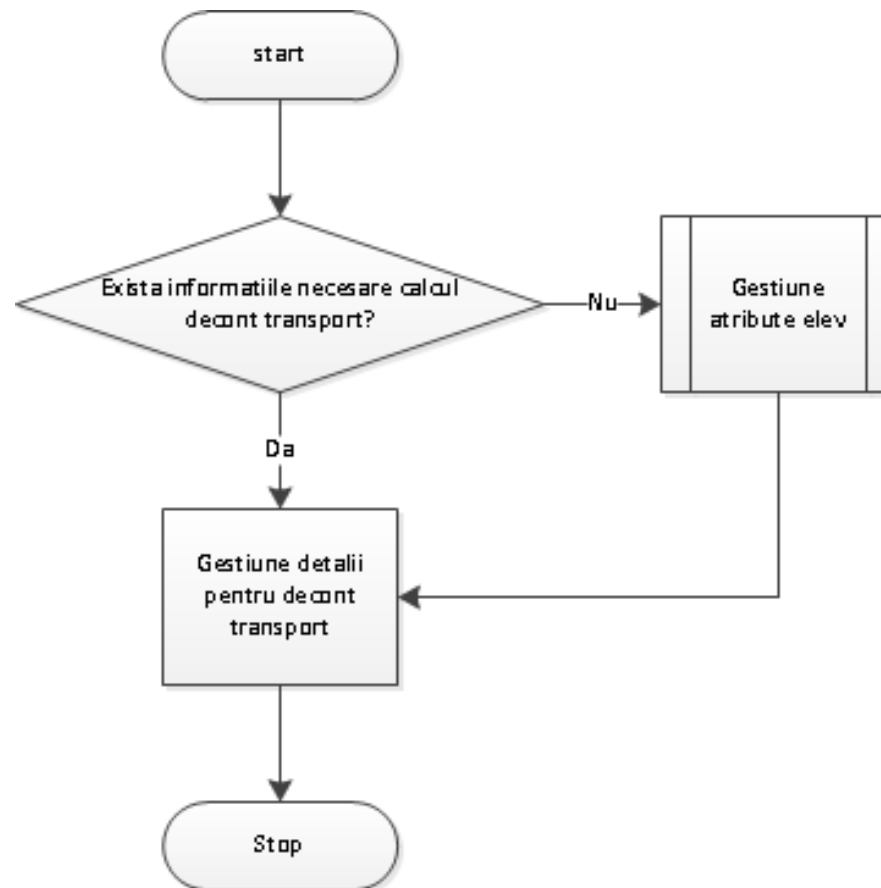 start
Exista informatiile necesare calcul
decont transport?
Nu
Gestiune
atribute elev
Da
Gestiune detalii
pentru decont
transport
Stop